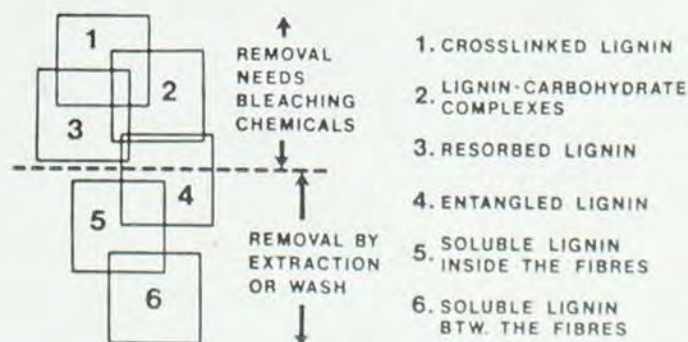 1
2
3
4
5
6
REMOVAL
NEEDS
BLEACHING
CHEMICALS
REMOVAL BY
EXTRACTION
OR WASH
1. CROSSLINKED LIGNIN
2. LIGNIN-CARBOHYDRATE
COMPLEXES
3. RESORBED LIGNIN
4. ENTANGLED LIGNIN
5. SOLUBLE LIGNIN
INSIDE THE FIBRES
6. SOLUBLE LIGNIN
BTW. THE FIBRES